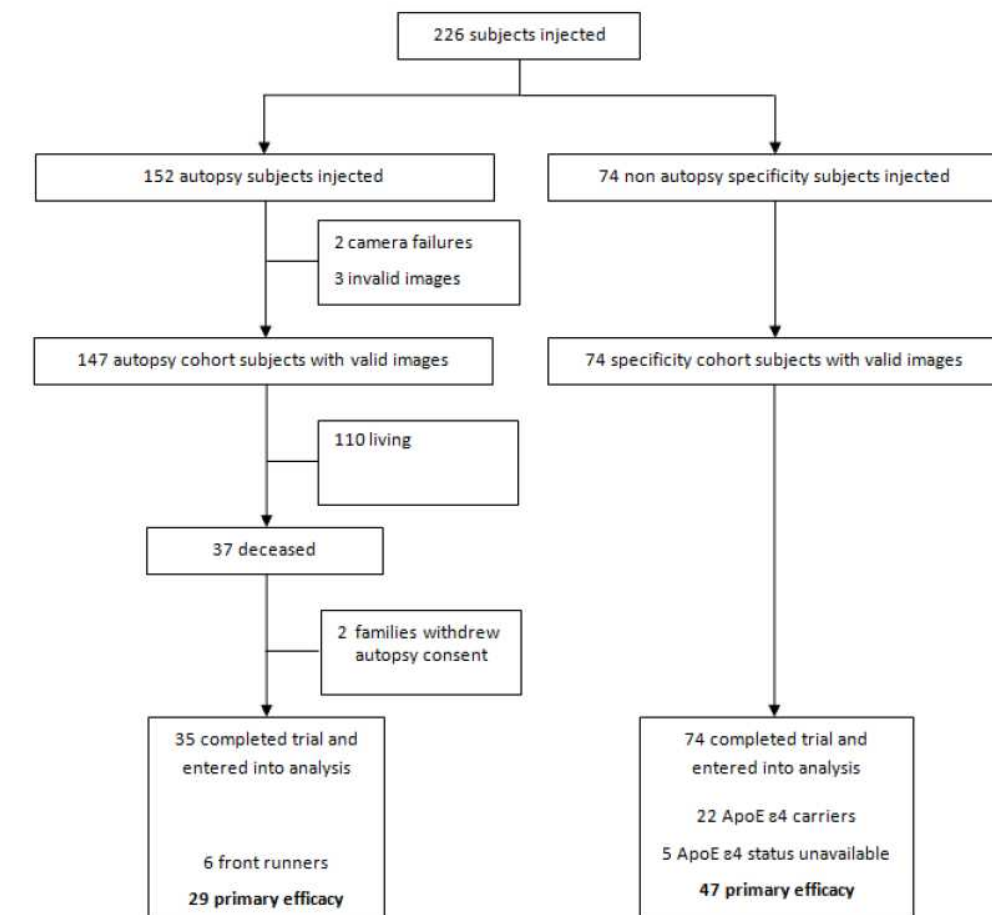 226 subjects injected
152 autopsy subjects injected
74 non autopsy specificity subjects injected
2 camera failures
3 invalid images
147 autopsy cohort subjects with valid images
74 specificity cohort subjects with valid images
110 living
37 deceased
2 families withdrew
autopsy consent
35 completed trial and
entered into analysis
6 front runners
29 primary efficacy
74 completed trial and
entered into analysis
22 ApoE ε4 carriers
5 ApoE ε4 status unavailable
47 primary efficacy